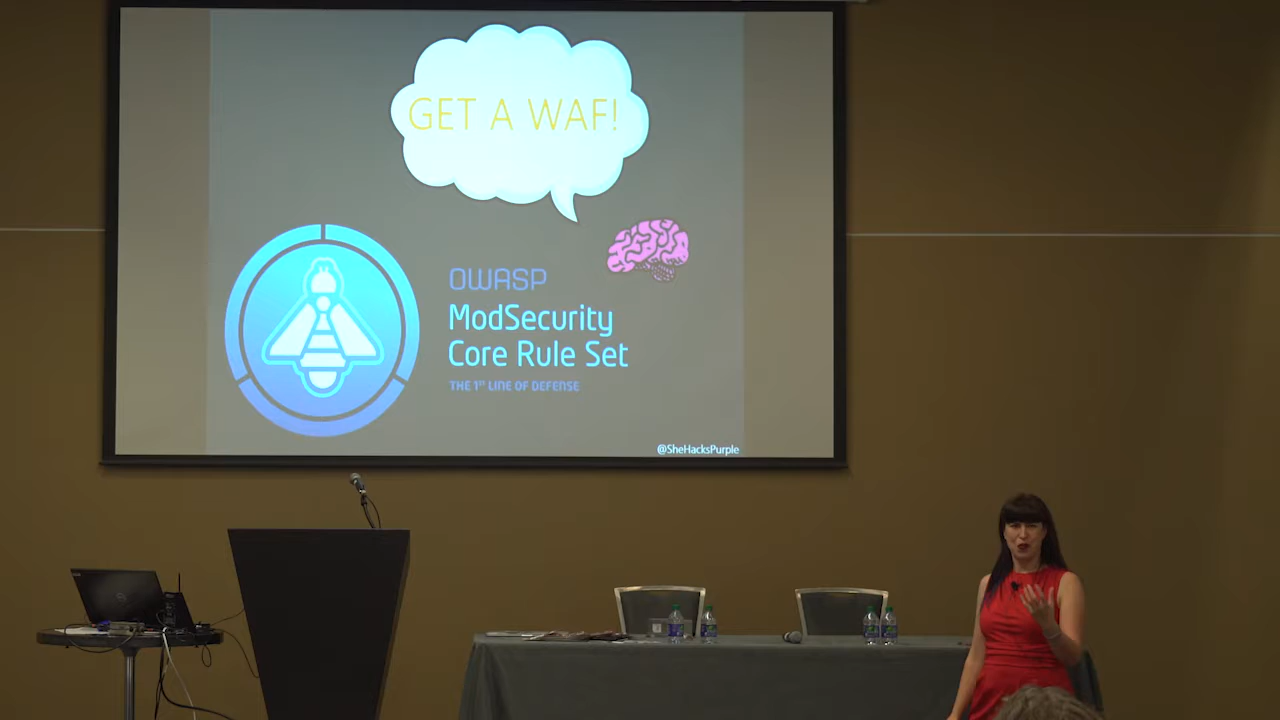 GET A WAF!
OWASP
ModSecurity
Core Rule Set
THE 1ST LINE OF DEFENSE
@SheHacksPurple